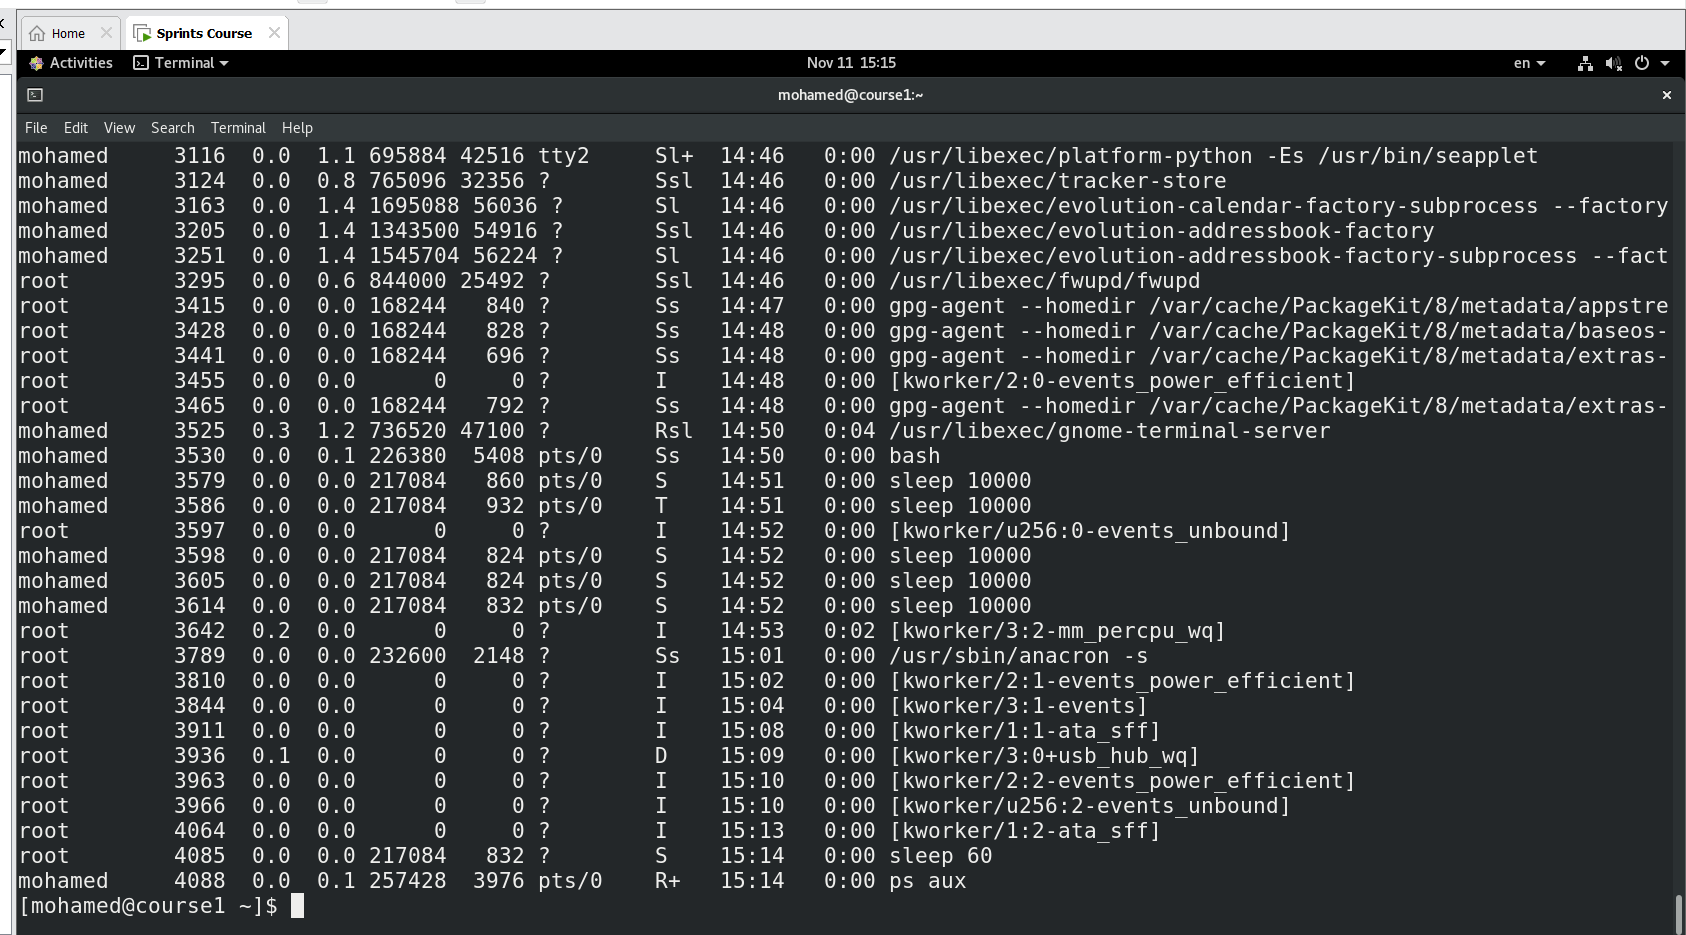 Home
Sprints Course
Activities Terminal Nov 11 15:15 en
mohamed@course1:~
File Edit View Search Terminal Help
mohamed 3116 0.0 1.1 695884 42516 tty2 Sl+ 14:46 0:00 /usr/libexec/platform-python -Es /usr/bin/seapplet
mohamed 3124 0.0 0.8 765096 32356 ? Ssl 14:46 0:00 /usr/libexec/tracker-store
mohamed 3163 0.0 1.4 1695088 56036 ? Sl 14:46 0:00 /usr/libexec/evolution-calendar-factory-subprocess --factory
mohamed 3205 0.0 1.4 1343500 54916 ? Ssl 14:46 0:00 /usr/libexec/evolution-addressbook-factory
mohamed 3251 0.0 1.4 1545704 56224 ? Sl 14:46 0:00 /usr/libexec/evolution-addressbook-factory-subprocess --fact
root 3295 0.0 0.6 844000 25492 ? Ssl 14:46 0:00 /usr/libexec/fwupd/fwupd
root 3415 0.0 0.0 168244 840 ? Ss 14:47 0:00 gpg-agent --homedir /var/cache/PackageKit/8/metadata/appstre
root 3428 0.0 0.0 168244 828 ? Ss 14:48 0:00 gpg-agent --homedir /var/cache/PackageKit/8/metadata/baseos-
root 3441 0.0 0.0 168244 696 ? Ss 14:48 0:00 gpg-agent --homedir /var/cache/PackageKit/8/metadata/extras-
root 3455 0.0 0.0 0 0 ? I 14:48 0:00 [kworker/2:0-events_power_efficient]
root 3465 0.0 0.0 168244 792 ? Ss 14:48 0:00 gpg-agent --homedir /var/cache/PackageKit/8/metadata/extras-
mohamed 3525 0.3 1.2 736520 47100 ? Rsl 14:50 0:04 /usr/libexec/gnome-terminal-server
mohamed 3530 0.0 0.1 226380 5408 pts/0 Ss 14:50 0:00 bash
mohamed 3579 0.0 0.0 217084 860 pts/0 S 14:51 0:00 sleep 10000
mohamed 3586 0.0 0.0 217084 932 pts/0 T 14:51 0:00 sleep 10000
root 3597 0.0 0.0 0 0 ? I 14:52 0:00 [kworker/u256:0-events_unbound]
mohamed 3598 0.0 0.0 217084 824 pts/0 S 14:52 0:00 sleep 10000
mohamed 3605 0.0 0.0 217084 824 pts/0 S 14:52 0:00 sleep 10000
mohamed 3614 0.0 0.0 217084 832 pts/0 S 14:52 0:00 sleep 10000
root 3642 0.2 0.0 0 0 ? I 14:53 0:02 [kworker/3:2-mm_percpu_wq]
root 3789 0.0 0.0 232600 2148 ? Ss 15:01 0:00 /usr/sbin/anacron -s
root 3810 0.0 0.0 0 0 ? I 15:02 0:00 [kworker/2:1-events_power_efficient]
root 3844 0.0 0.0 0 0 ? I 15:04 0:00 [kworker/3:1-events]
root 3911 0.0 0.0 0 0 ? I 15:08 0:00 [kworker/1:1-ata_sff]
root 3936 0.1 0.0 0 0 ? D 15:09 0:00 [kworker/3:0+usb_hub_wq]
root 3963 0.0 0.0 0 0 ? I 15:10 0:00 [kworker/2:2-events_power_efficient]
root 3966 0.0 0.0 0 0 ? I 15:10 0:00 [kworker/u256:2-events_unbound]
root 4064 0.0 0.0 0 0 ? I 15:13 0:00 [kworker/1:2-ata_sff]
root 4085 0.0 0.0 217084 832 ? S 15:14 0:00 sleep 60
mohamed 4088 0.0 0.1 257428 3976 pts/0 R+ 15:14 0:00 ps aux
[mohamed@course1 ~]$